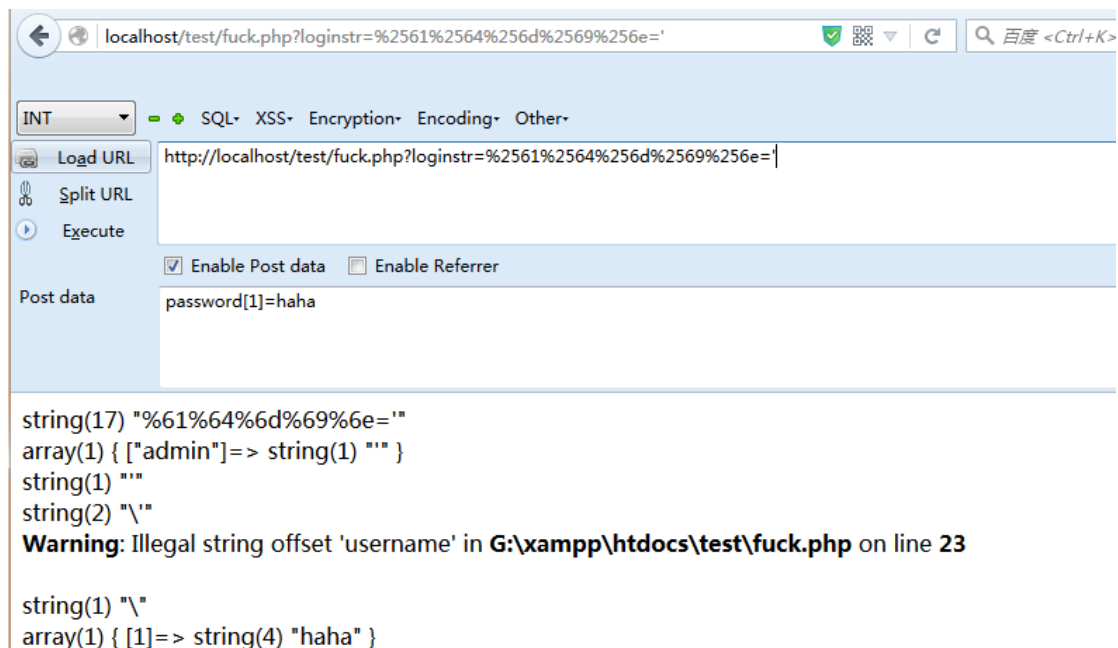 localhost/test/fuck.php?loginstr=%2561%2564%256d%2569%256e='
百度 <Ctrl+K>
INT SQL- XSS- Encryption- Encoding- Other-
Load URL http://localhost/test/fuck.php?loginstr=%2561%2564%256d%2569%256e='
Split URL
Execute
Enable Post data Enable Referrer
Post data password[1]=haha
string(17) "%61%64%6d%69%6e='"
array(1) { ["admin"]=> string(1) "'" }
string(1) "'"
string(2) "\'"
Warning: Illegal string offset 'username' in G:\xampp\htdocs\test\fuck.php on line 23
string(1) "\"
array(1) { [1]=> string(4) "haha" }